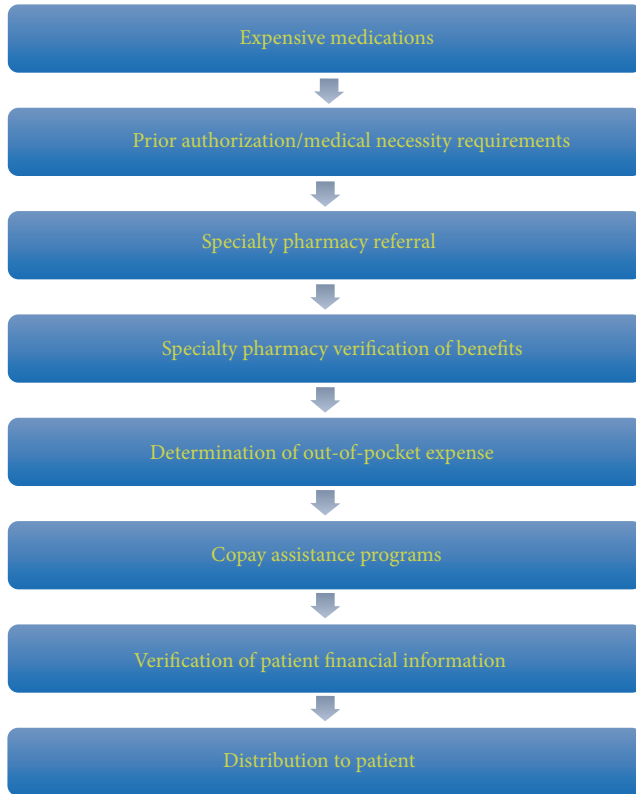 Expensive medications
Prior authorization/medical necessity requirements
Specialty pharmacy referral
Specialty pharmacy verification of benefits
Determination of out-of-pocket expense
Copay assistance programs
Verification of patient financial information
Distribution to patient